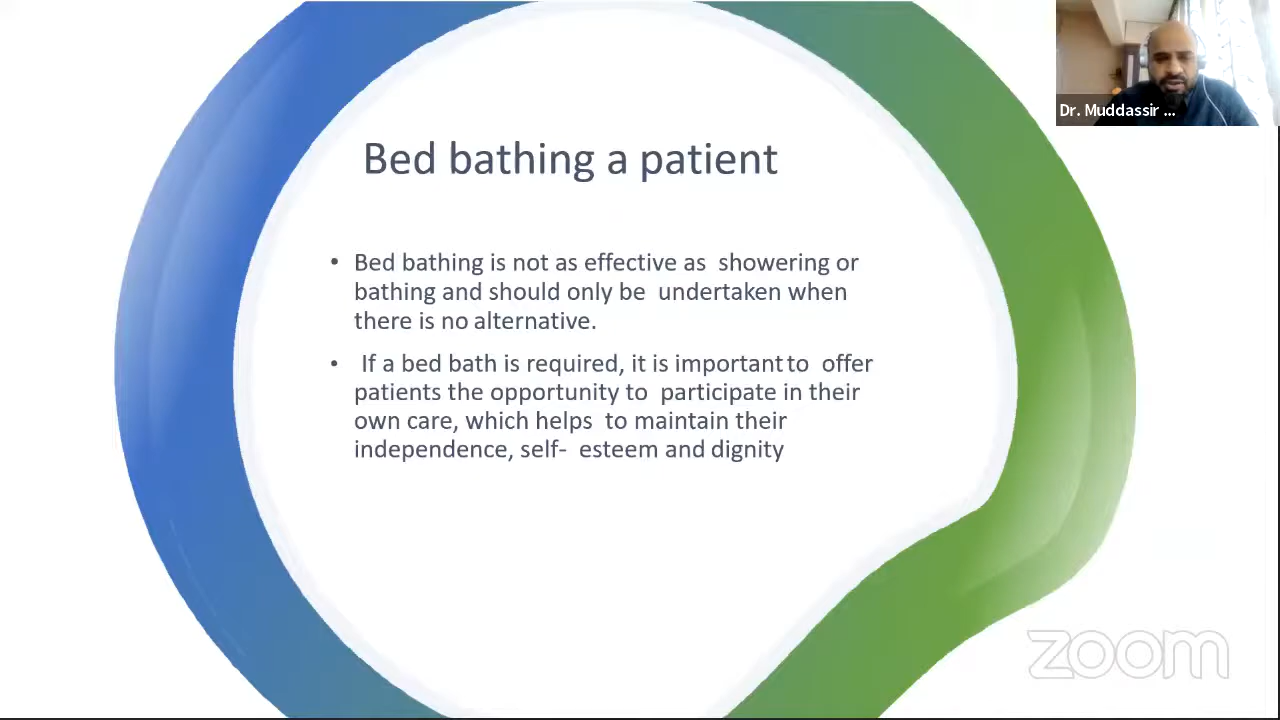 Dr. Muddassir ...
Bed bathing a patient
• Bed bathing is not as effective as showering or
bathing and should only be undertaken when
there is no alternative.
• If a bed bath is required, it is important to offer
patients the opportunity to participate in their
own care, which helps to maintain their
independence, self- esteem and dignity
zoom